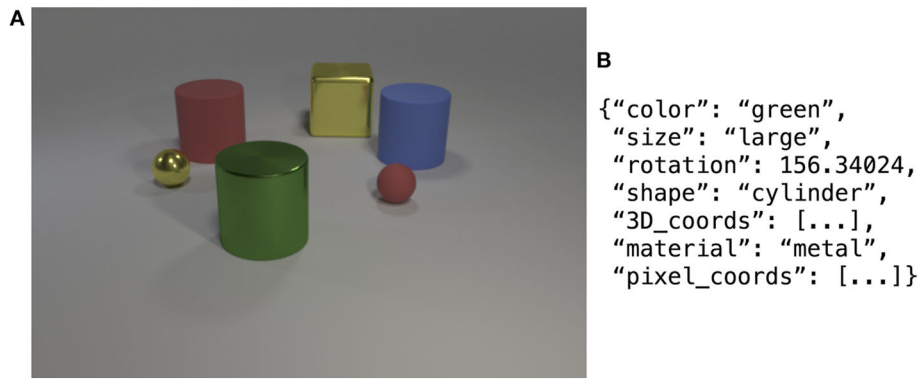 A
B
{“color”: “green”,
“size”: “large”,
“rotation”: 156.34024,
“shape”: “cylinder”,
“3D_coords”: [...],
“material”: “metal”,
“pixel_coords”: [...]}